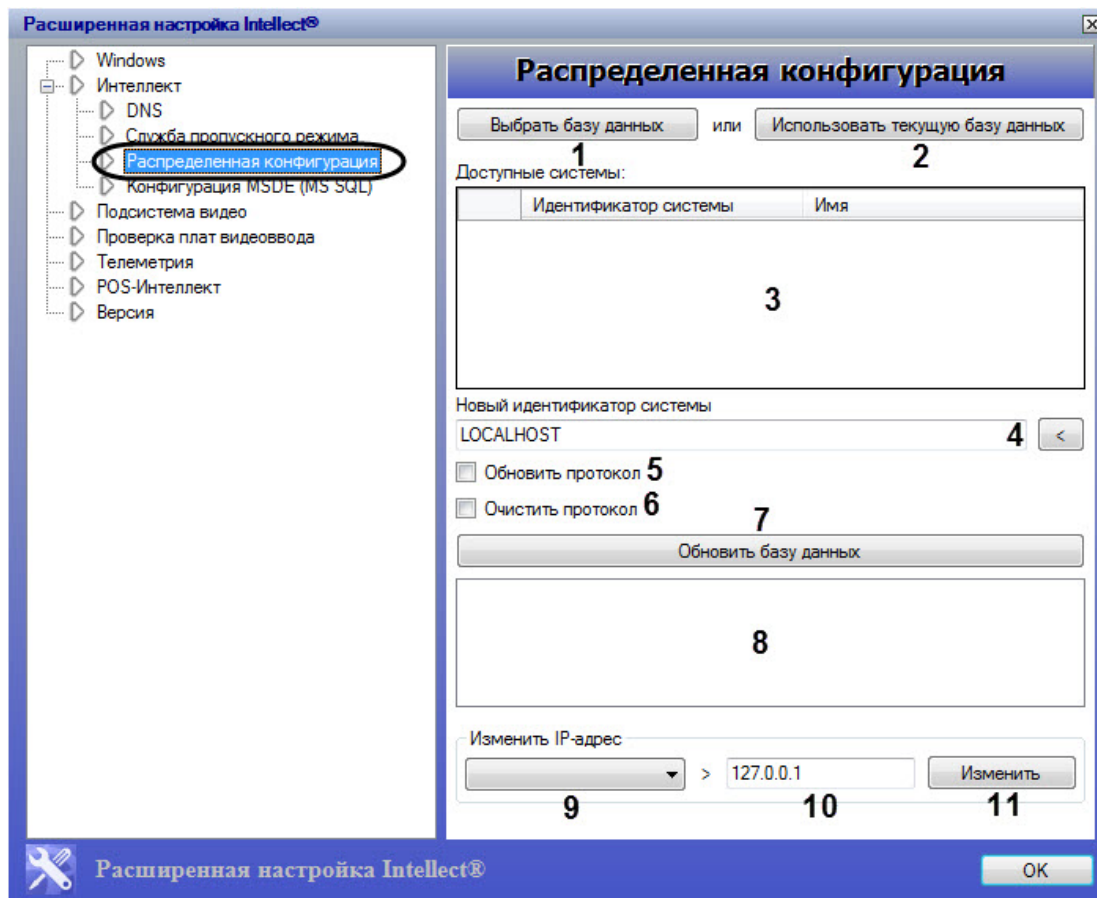 Расширенная настройка Intellect®
Windows
Интеллект
DNS
Служба пропускного режима
Распределенная конфигурация
Конфигурация MSDE (MS SQL)
Подсистема видео
Проверка плат видеоввода
Телеметрия
POS-Интеллект
Версия
Распределенная конфигурация
Выбрать базу данных или Использовать текущую базу данных
1 2
Доступные системы:
Идентификатор системы Имя
3
Новый идентификатор системы
LOCALHOST 4 <
Обновить протокол 5
Очистить протокол 6
7
Обновить базу данных
8
Изменить IP-адрес
> 127.0.0.1 Изменить
9 10 11
Расширенная настройка Intellect®
OK